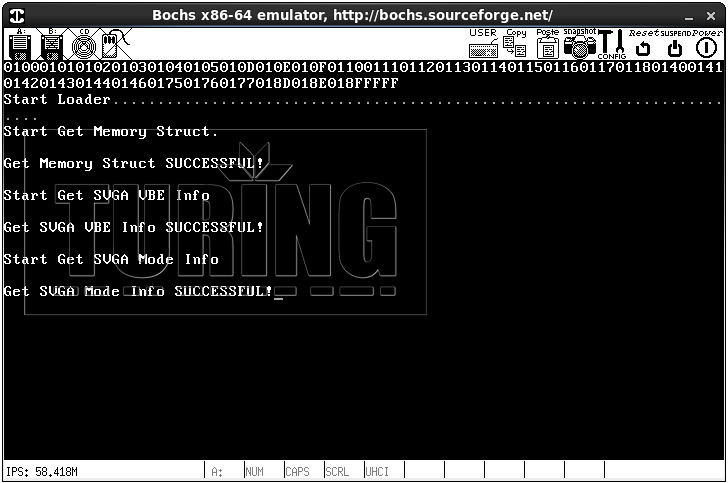 Bochs x86-64 emulator, http://bochs.sourceforge.net/
A: B: CD USER Copy Paste snapshot CONFIG Reset SUSPEND Power
010001010102010301040105010D010E010F01100111011201130114011501160117011801400141
0142014301440146017501760177018D018E018FFFFF
Start Loader....................................................................
....
Start Get Memory Struct.
Get Memory Struct SUCCESSFUL!
Start Get SVGA VBE Info
Get SVGA VBE Info SUCCESSFUL!
Start Get SVGA Mode Info
Get SVGA Mode Info SUCCESSFUL!_
TURING
IPS: 58.418M A: NUM CAPS SCRL UHCI